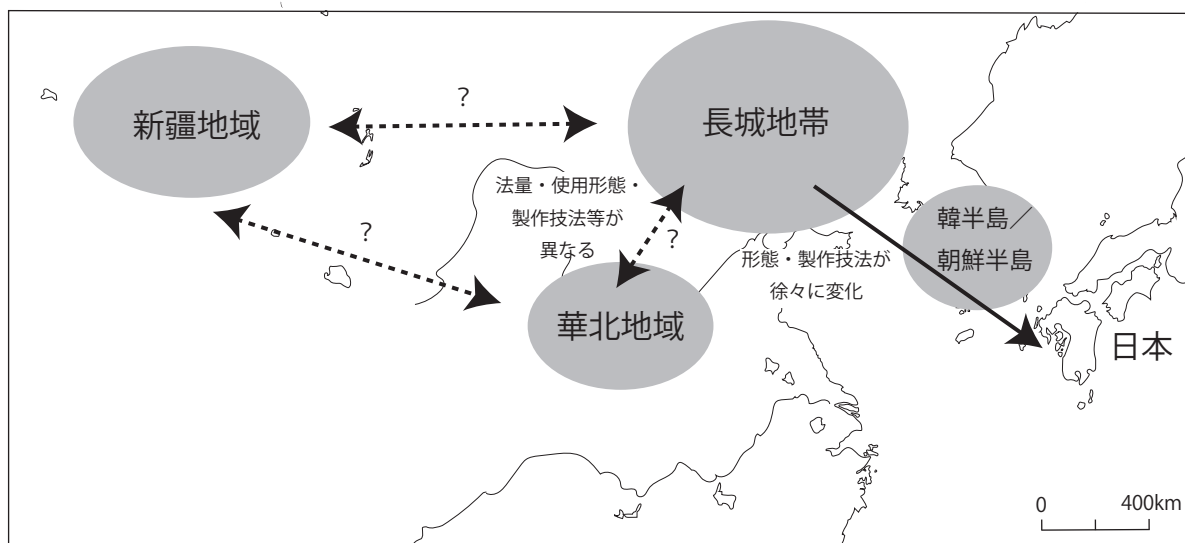 新疆地域
?
長城地帯
法量・使用形態・
製作技法等が
異なる
?
?
韓半島／
朝鮮半島
形態・製作技法が
徐々に変化
華北地域
日本
0 400km